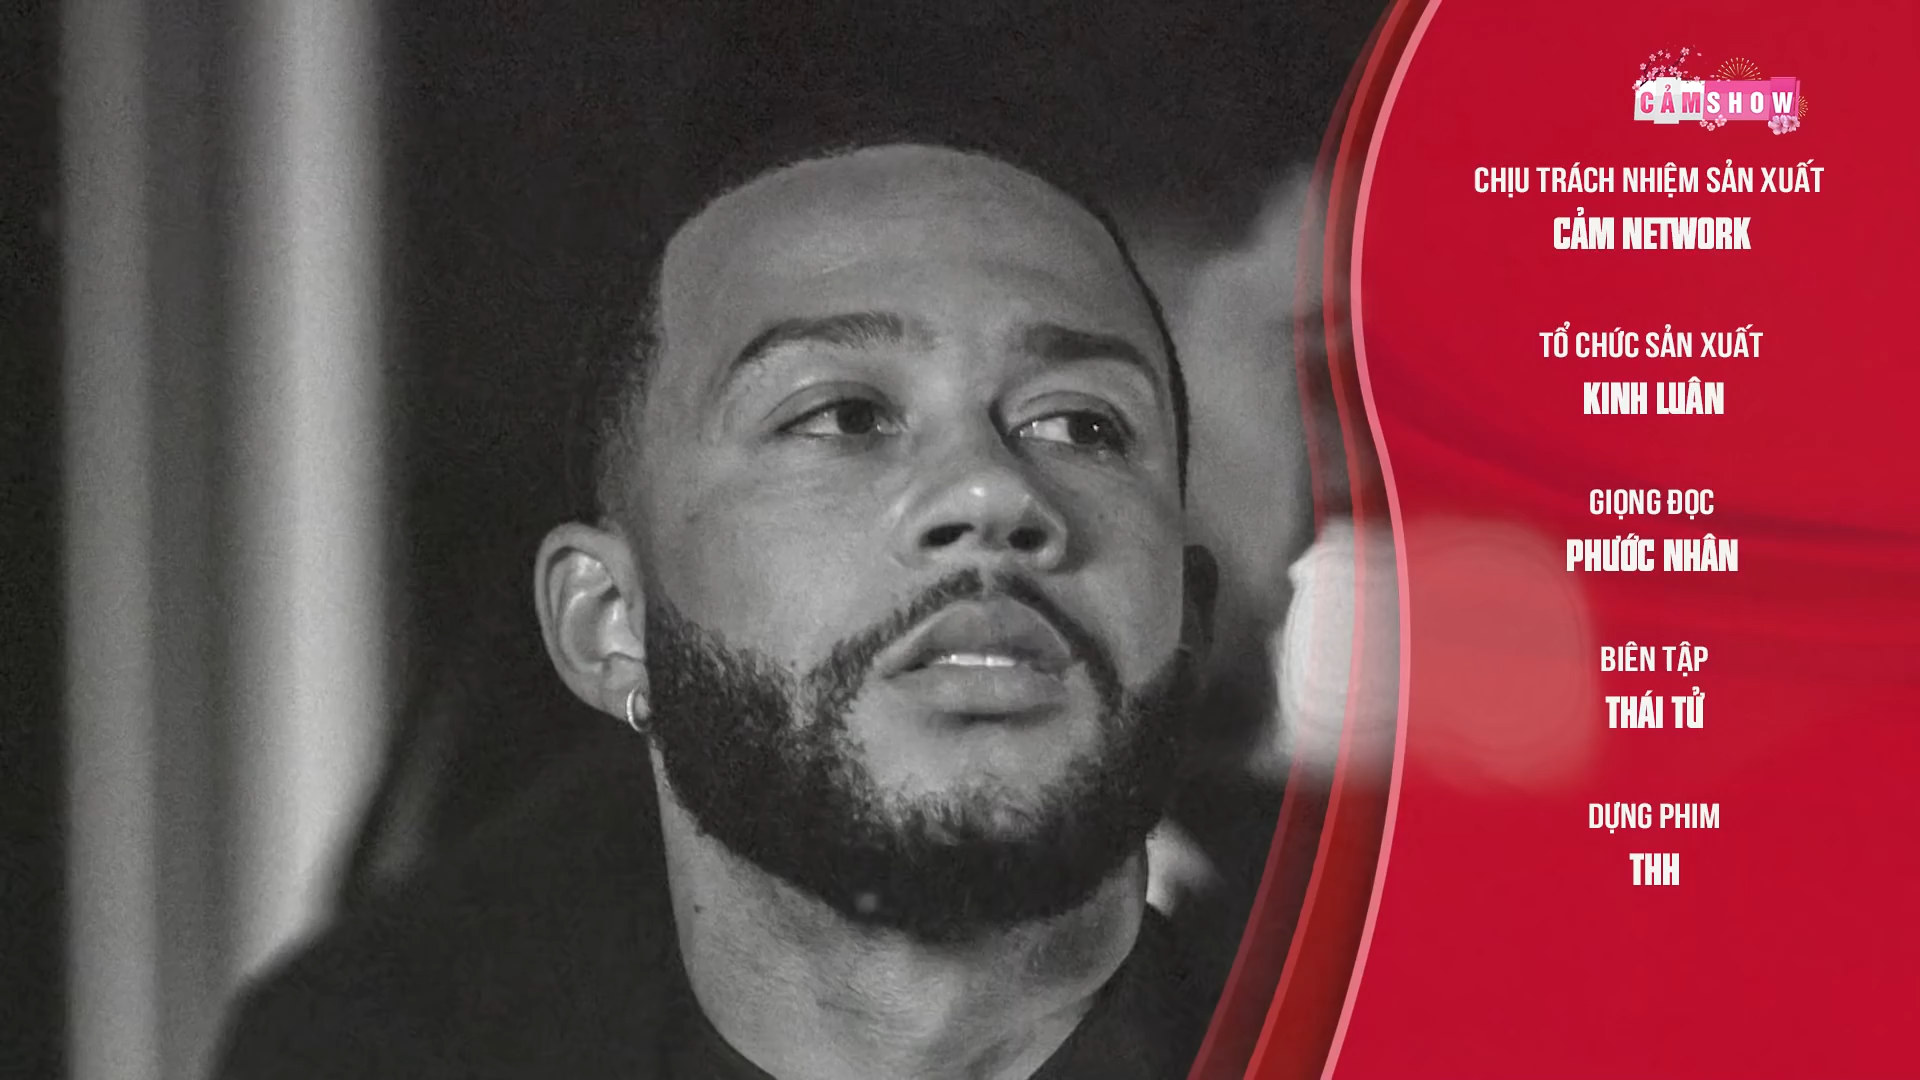 CẢMSHOW
CHỊU TRÁCH NHIỆM SẢN XUẤT
CẢM NETWORK
TỔ CHỨC SẢN XUẤT
KINH LUÂN
GIỌNG ĐỌC
PHƯỚC NHÂN
BIÊN TẬP
THÁI TỬ
DỰNG PHIM
THH